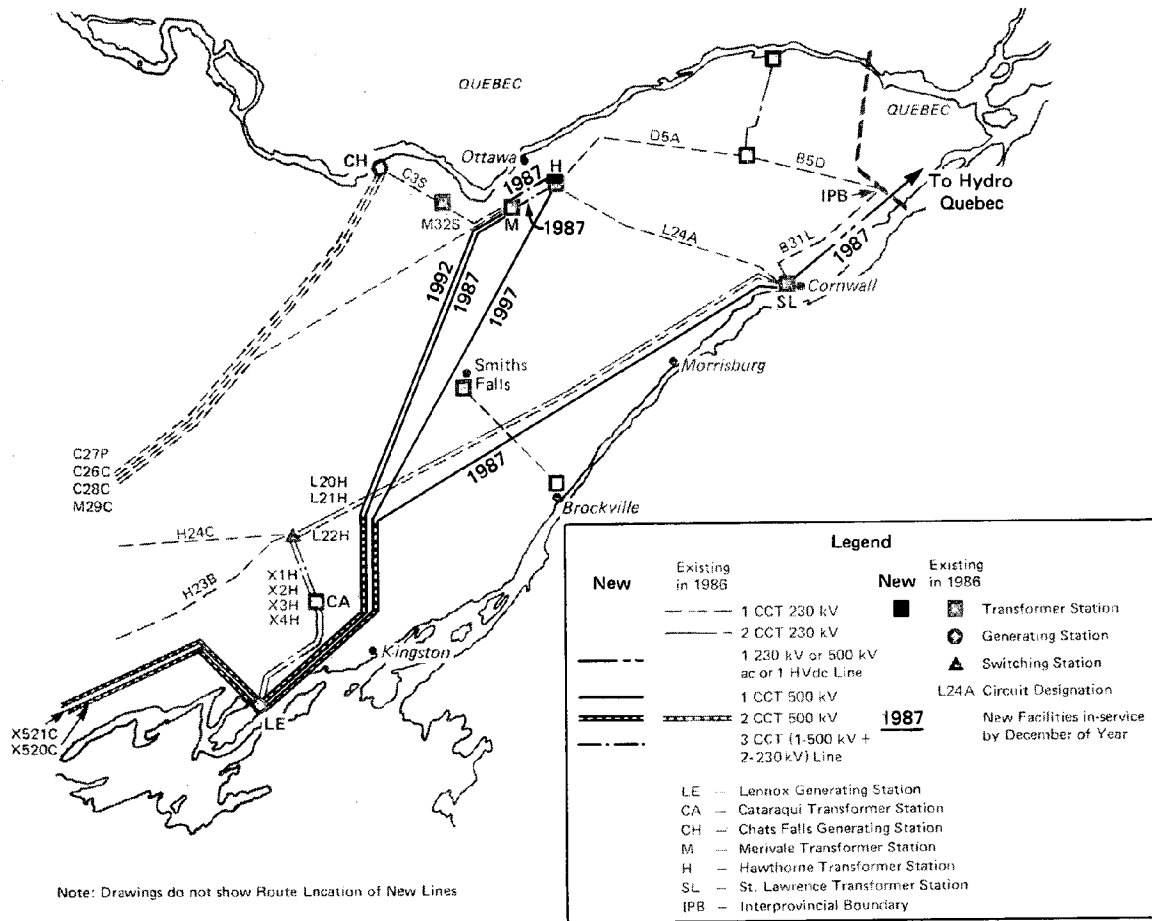 QUEBEC
QUEBEC
Ottawa
H
D5A
CH
C3S
1987
B5D
M32S
M
1987
IPB
To Hydro
Quebec
L24A
B31L
1987
1992
1987
1997
SL
Cornwall
Smiths
Falls
Morrisburg
C27P
C26C
C28C
M29C
1987
L20H
L21H
Brockville
H24C
L22H
H23B
X1H
X2H
X3H
X4H
CA
Kingston
X521C
X520C
LE
Legend
New
Existing
in 1986
New
Existing
in 1986
1 CCT 230 kV
Transformer Station
2 CCT 230 kV
Generating Station
1 230 kV or 500 kV
ac or 1 HVdc Line
Switching Station
1 CCT 500 kV
L24A Circuit Designation
2 CCT 500 kV
1987
New Facilities in-service
by December of Year
3 CCT (1-500 kV +
2-230 kV) Line
LE – Lennox Generating Station
CA – Cataraqui Transformer Station
CH – Chats Falls Generating Station
M – Merivale Transformer Station
H – Hawthorne Transformer Station
SL – St. Lawrence Transformer Station
IPB – Interprovincial Boundary
Note: Drawings do not show Route Location of New Lines